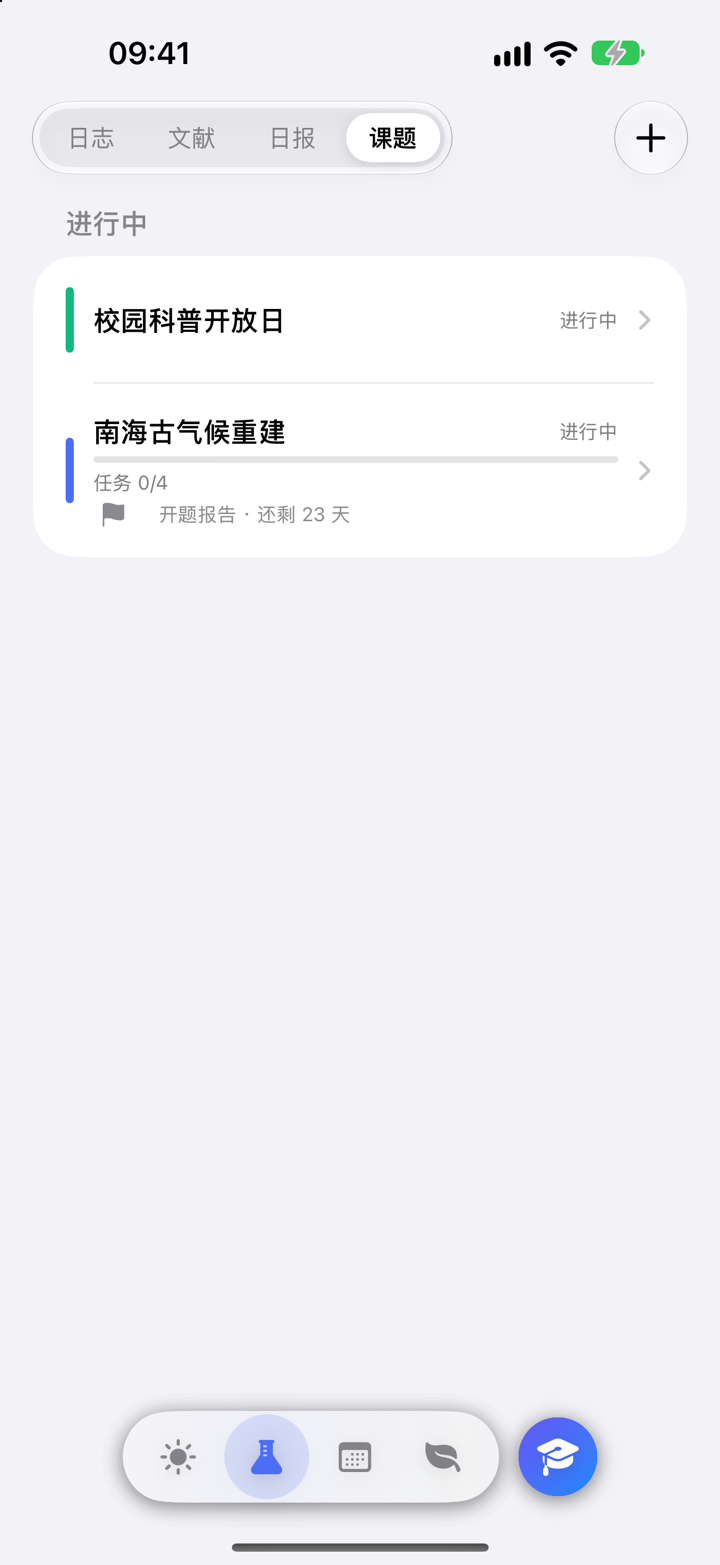 09:41
日志 文献 日报 课题
进行中
校园科普开放日 进行中
南海古气候重建 进行中
任务 0/4
开题报告 · 还剩 23 天